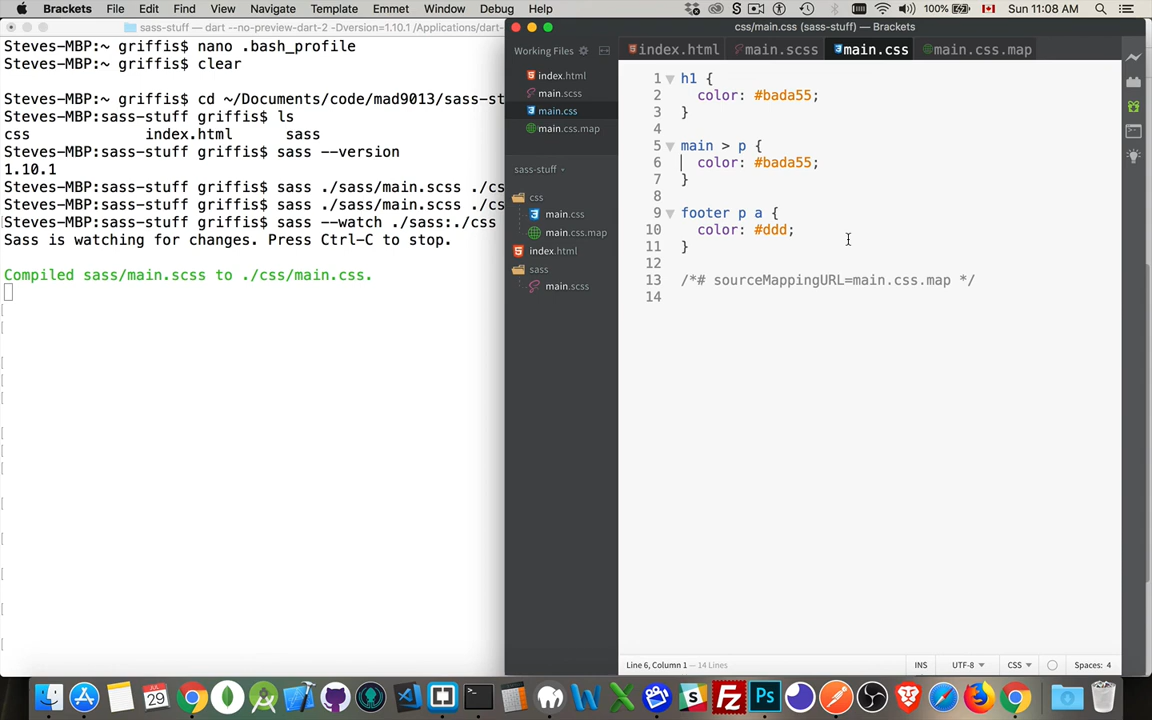 Brackets File Edit Find View Navigate Template Emmet Window Debug Help 100% Sun 11:08 AM
sass-stuff — dart --no-preview-dart-2 -Dversion=1.10.1 /Applications/dart-
Steves-MBP:~ griffis$ nano .bash_profile
Steves-MBP:~ griffis$ clear
Steves-MBP:~ griffis$ cd ~/Documents/code/mad9013/sass-st
Steves-MBP:sass-stuff griffis$ ls
css index.html sass
Steves-MBP:sass-stuff griffis$ sass --version
1.10.1
Steves-MBP:sass-stuff griffis$ sass ./sass/main.scss ./cs
Steves-MBP:sass-stuff griffis$ sass ./sass/main.scss ./cs
Steves-MBP:sass-stuff griffis$ sass --watch ./sass:./css
Sass is watching for changes. Press Ctrl-C to stop.
Compiled sass/main.scss to ./css/main.css.
css/main.css (sass-stuff) — Brackets
Working Files
index.html
main.scss
main.css
main.css.map
sass-stuff
css
main.css
main.css.map
index.html
sass
main.scss
index.html main.scss main.css main.css.map
1 h1 {
2 color: #bada55;
3 }
4
5 main > p {
6 color: #bada55;
7 }
8
9 footer p a {
10 color: #ddd;
11 }
12
13 /*# sourceMappingURL=main.css.map */
14
Line 6, Column 1 — 14 Lines INS UTF-8 CSS Spaces: 4
JUL
29
Fz
Ps